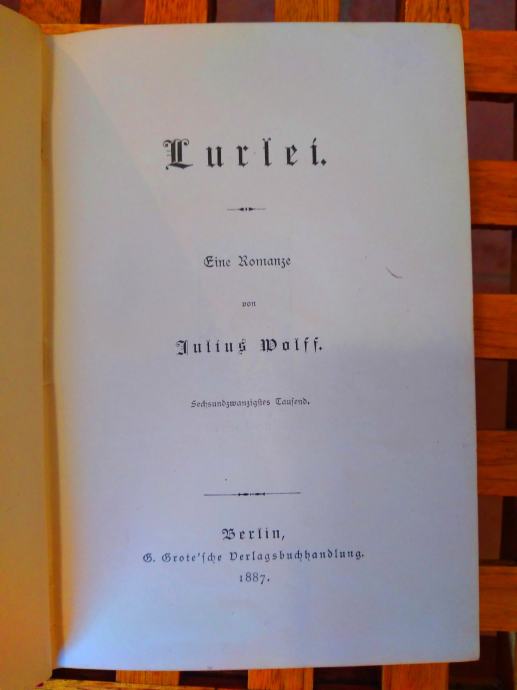 Lurlei.
Eine Romanze
von
Julius Wolff.
Sechsundzwanzigstes Tausend.
Berlin,
G. Grote'sche Verlagsbuchhandlung.
1887.